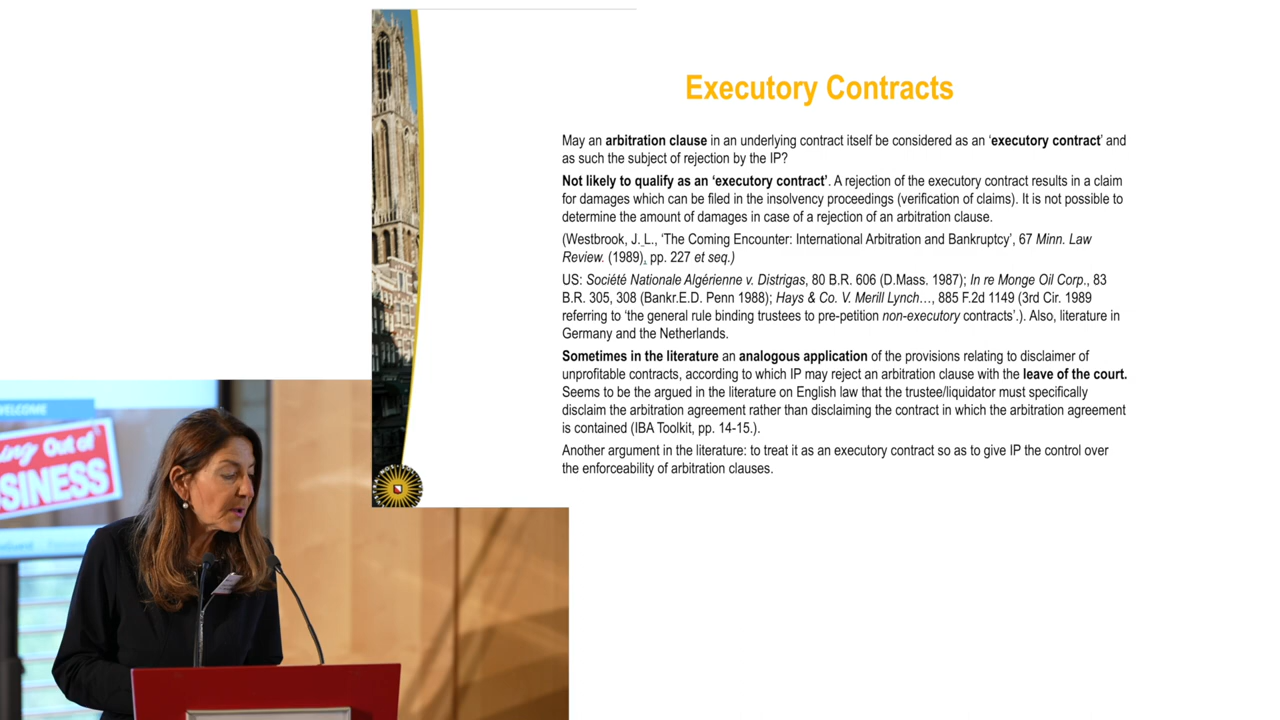 Executory Contracts
May an arbitration clause in an underlying contract itself be considered as an ‘executory contract’ and
as such the subject of rejection by the IP?
Not likely to qualify as an ‘executory contract’. A rejection of the executory contract results in a claim
for damages which can be filed in the insolvency proceedings (verification of claims). It is not possible to
determine the amount of damages in case of a rejection of an arbitration clause.
(Westbrook, J. L., ‘The Coming Encounter: International Arbitration and Bankruptcy’, 67 Minn. Law
Review. (1989), pp. 227 et seq.)
US: Société Nationale Algérienne v. Distrigas, 80 B.R. 606 (D.Mass. 1987); In re Monge Oil Corp., 83
B.R. 305, 308 (Bankr.E.D. Penn 1988); Hays & Co. V. Merill Lynch…, 885 F.2d 1149 (3rd Cir. 1989
referring to ‘the general rule binding trustees to pre-petition non-executory contracts’.). Also, literature in
Germany and the Netherlands.
Sometimes in the literature an analogous application of the provisions relating to disclaimer of
unprofitable contracts, according to which IP may reject an arbitration clause with the leave of the court.
Seems to be the argued in the literature on English law that the trustee/liquidator must specifically
disclaim the arbitration agreement rather than disclaiming the contract in which the arbitration agreement
is contained (IBA Toolkit, pp. 14-15.).
Another argument in the literature: to treat it as an executory contract so as to give IP the control over
the enforceability of arbitration clauses.
WELCOME
ing Out of
SINESS